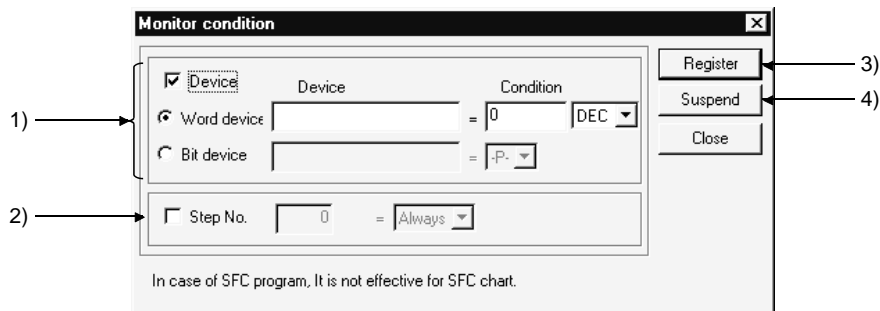 Monitor condition
Device Device Condition
Word device = 0 DEC
Bit device = -P-
Step No. 0 = Always
In case of SFC program, It is not effective for SFC chart.
Register
Suspend
Close
1)
2)
3)
4)